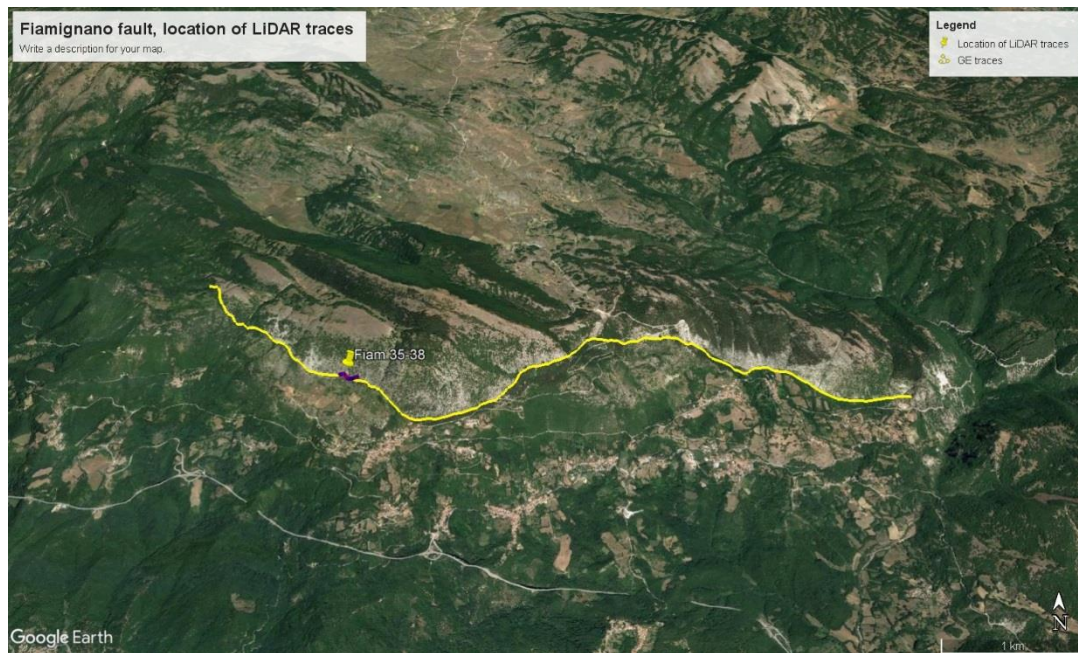 Fiamignano fault, location of LiDAR traces
Write a description for your map.
Legend
Location of LiDAR traces
GE traces
Fiam 35-38
Google Earth
N
1 km